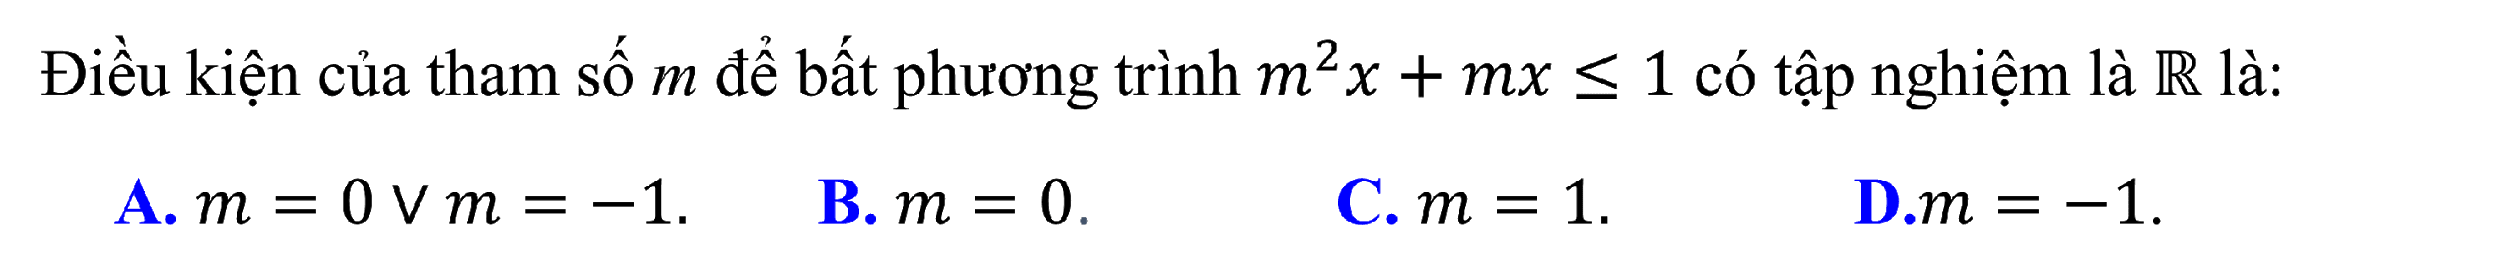 Điều kiện của tham số m để bất phương trình m²x + mx ≤ 1 có tập nghiệm là ℝ là:
A. m = 0 ∨ m = −1. B. m = 0. C. m = 1. D.m = −1.